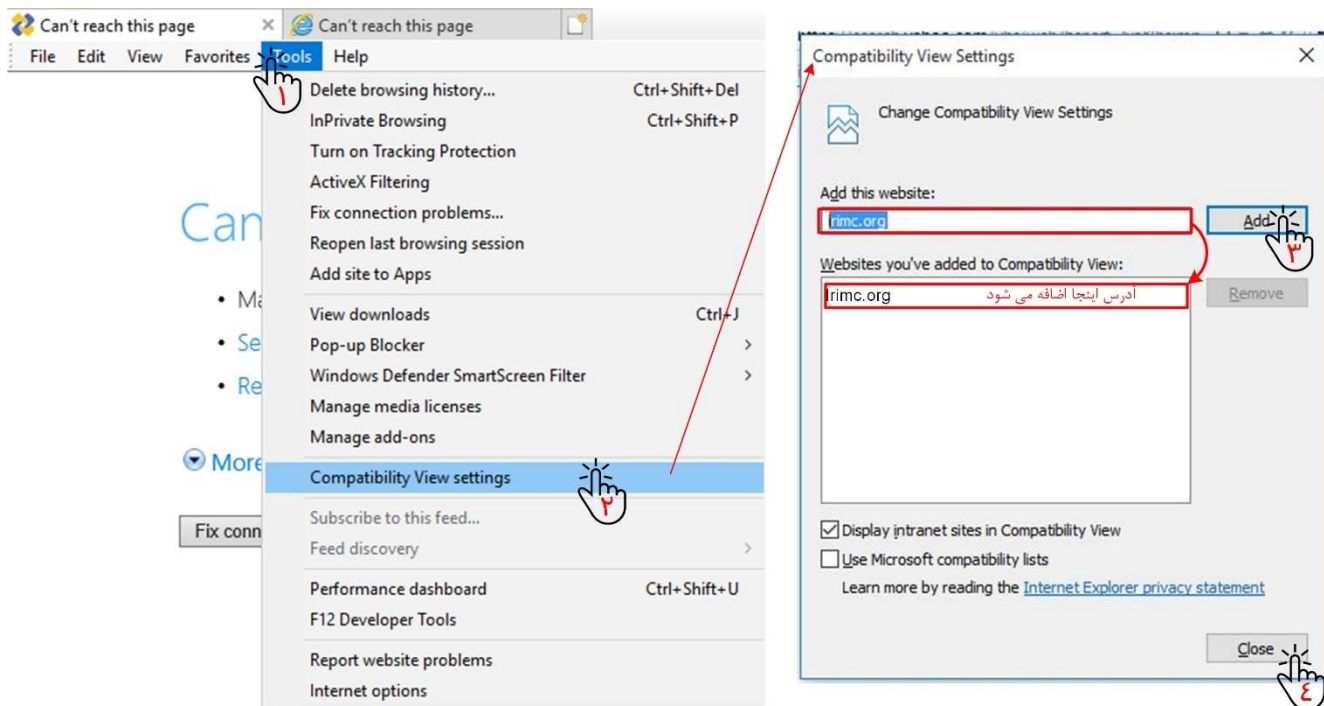 Can't reach this page
Can't reach this page
File Edit View Favorites Tools Help
۱
Delete browsing history... Ctrl+Shift+Del
InPrivate Browsing Ctrl+Shift+P
Turn on Tracking Protection
ActiveX Filtering
Fix connection problems...
Reopen last browsing session
Add site to Apps
View downloads Ctrl+J
Pop-up Blocker
Windows Defender SmartScreen Filter
Manage media licenses
Manage add-ons
Compatibility View settings
۲
Subscribe to this feed...
Feed discovery
Performance dashboard Ctrl+Shift+U
F12 Developer Tools
Report website problems
Internet options
Can
• Ma
• Se
• Re
More
Fix conn
Compatibility View Settings
Change Compatibility View Settings
Add this website:
irimc.org Add
۳
Websites you've added to Compatibility View:
Irimc.org آدرس اینجا اضافه می شود Remove
Display intranet sites in Compatibility View
Use Microsoft compatibility lists
Learn more by reading the Internet Explorer privacy statement
Close
٤